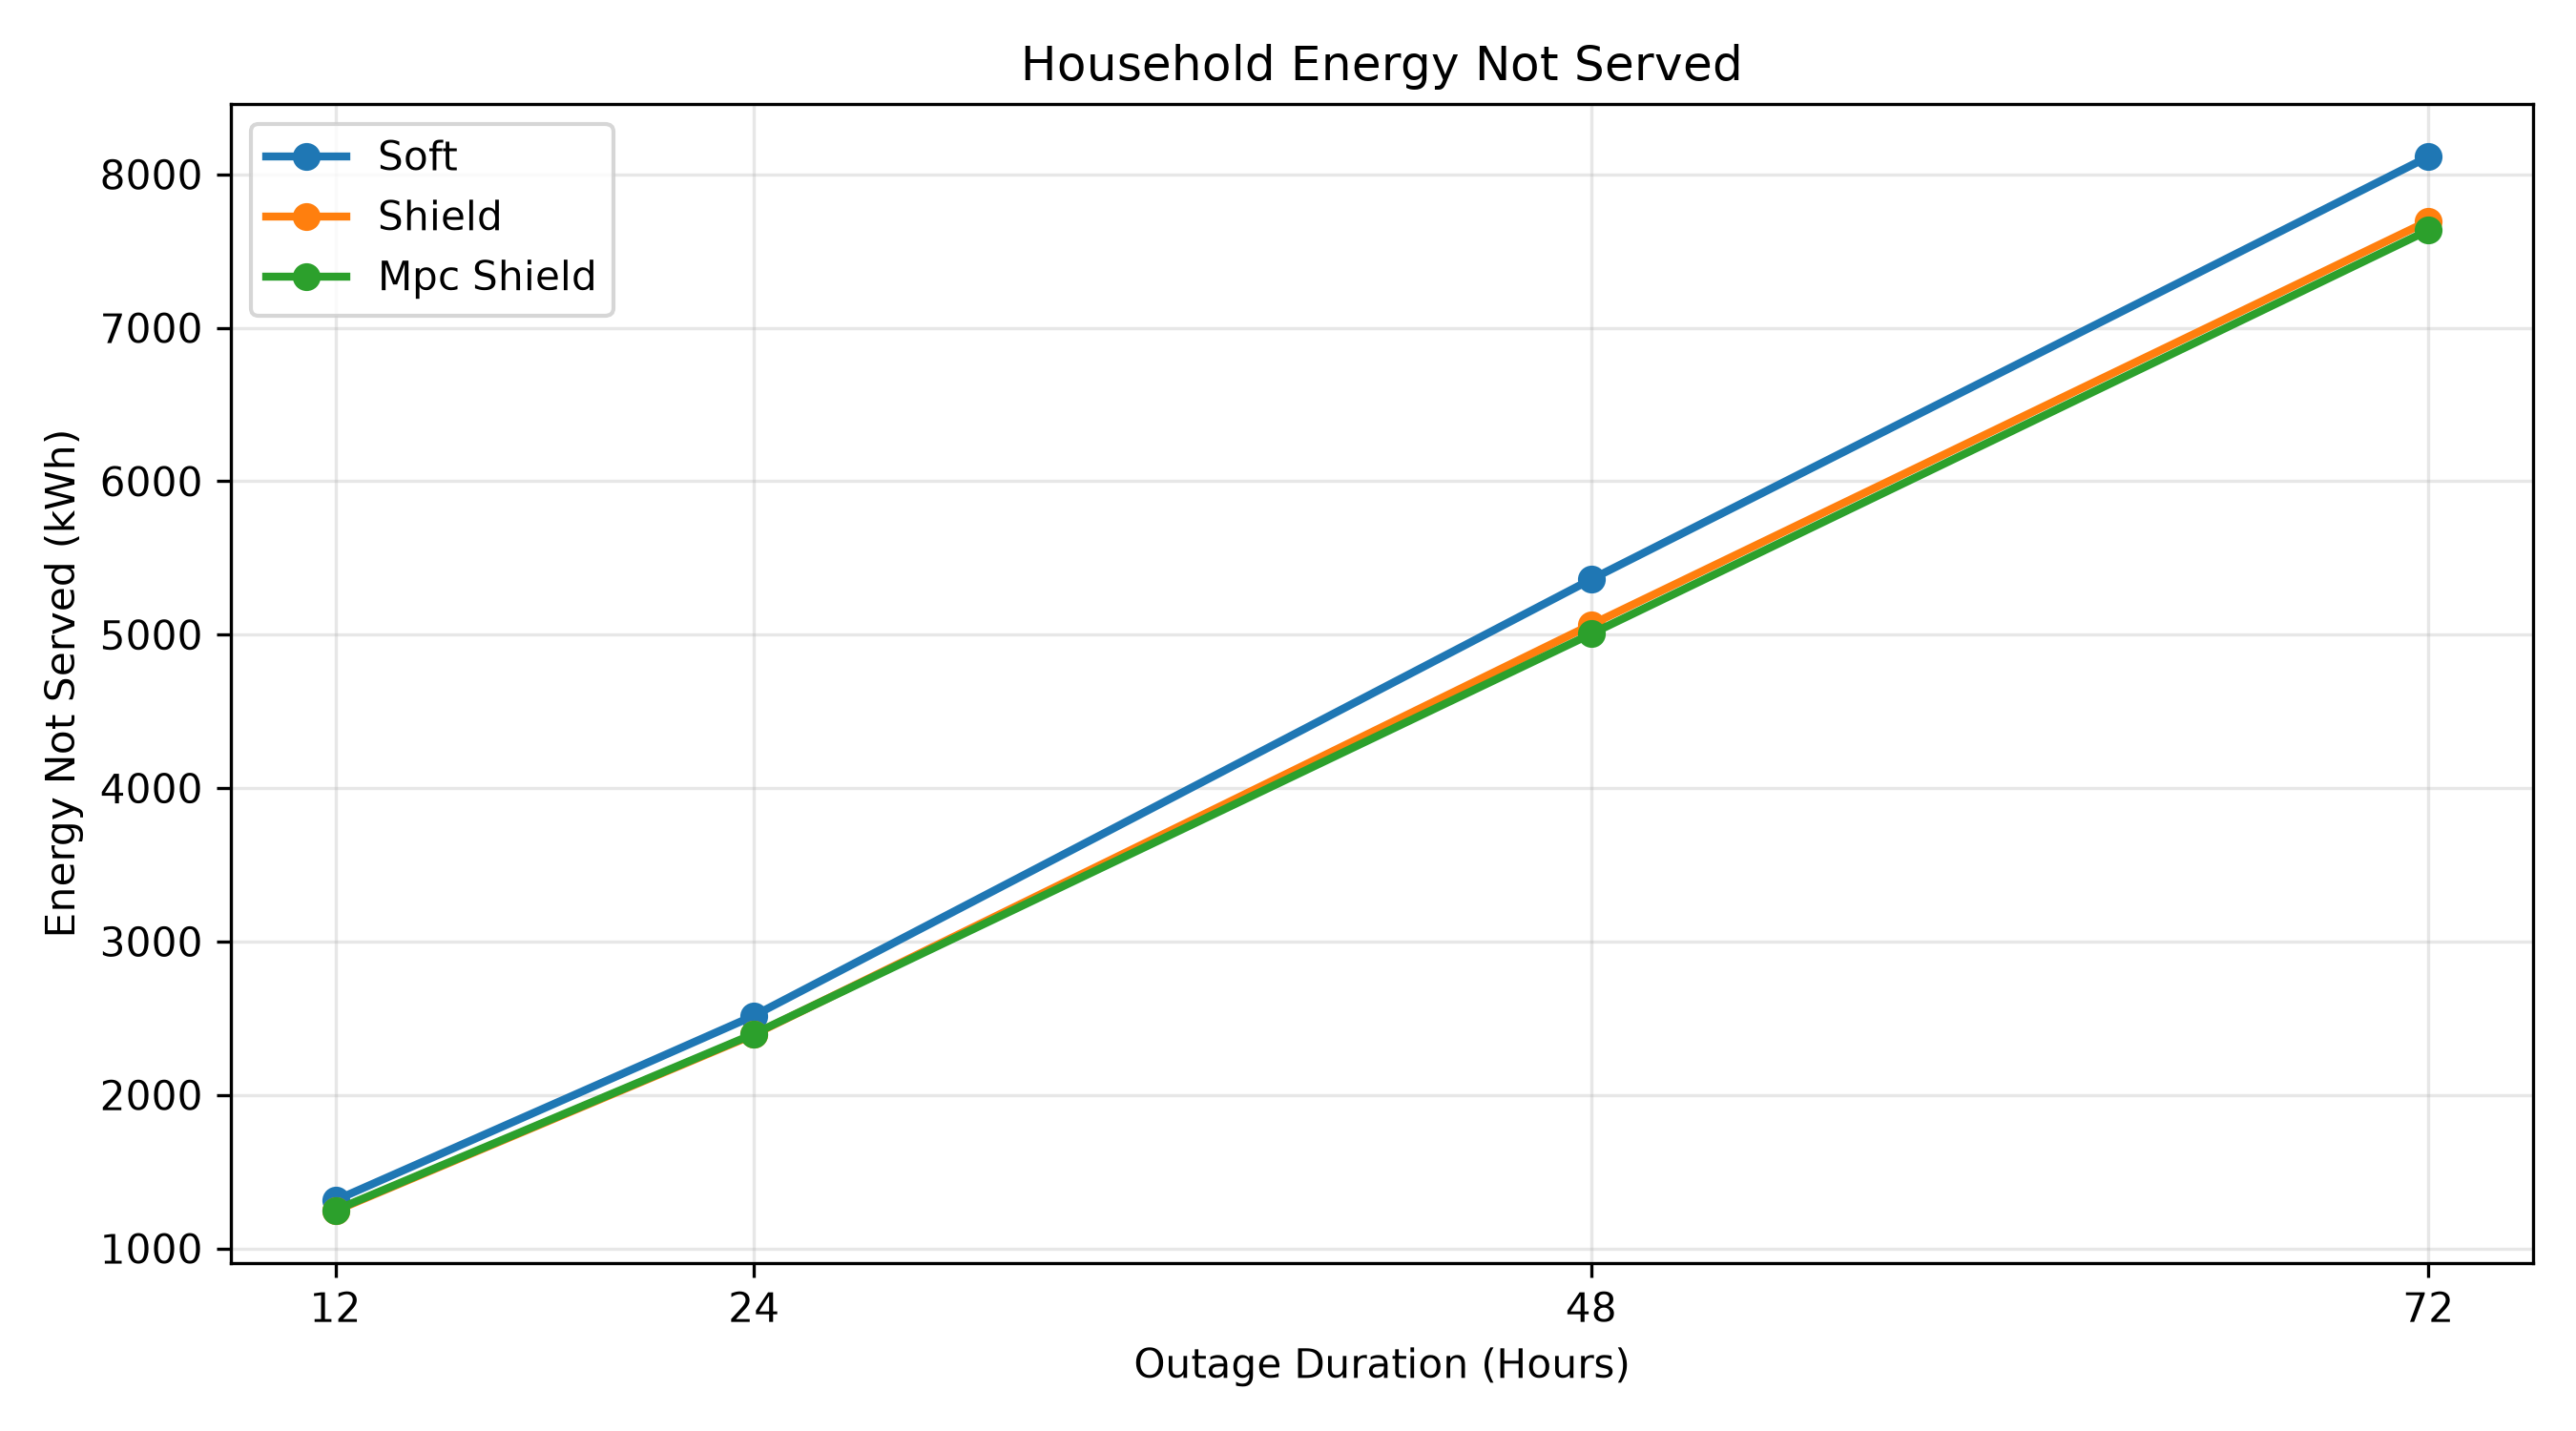 Household Energy Not Served
Soft
Shield
Mpc Shield
8000
7000
6000
5000
4000
3000
2000
1000
Energy Not Served (kWh)
12 24 48 72
Outage Duration (Hours)